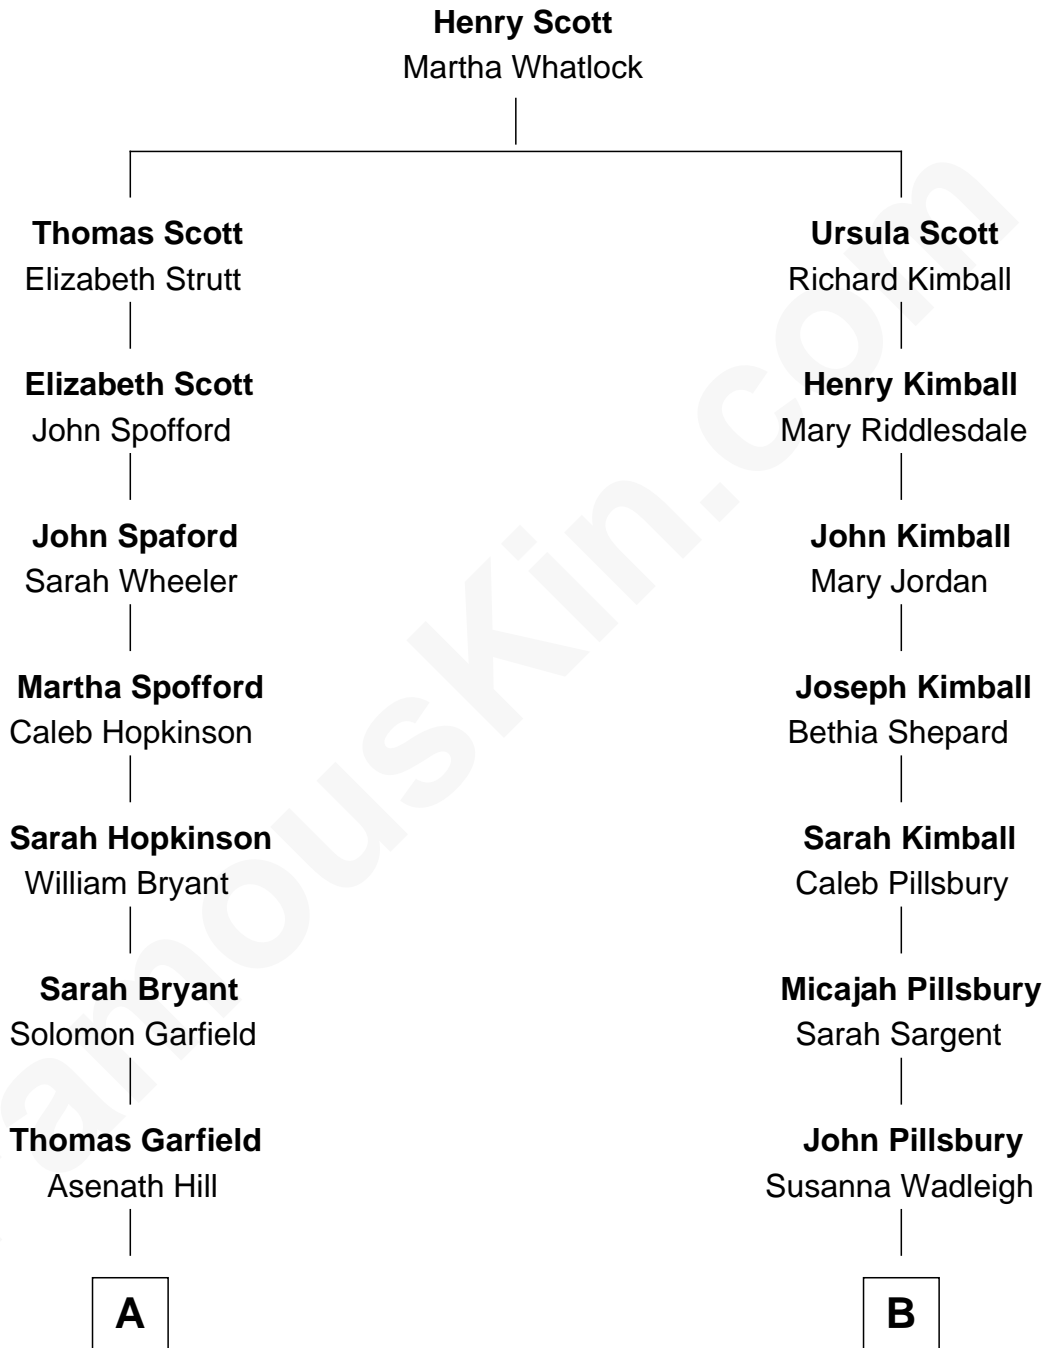 Henry Scott
Martha Whatlock
Thomas Scott
Elizabeth Strutt
Ursula Scott
Richard Kimball
Elizabeth Scott
John Spofford
Henry Kimball
Mary Riddlesdale
John Spaford
Sarah Wheeler
John Kimball
Mary Jordan
Martha Spofford
Caleb Hopkinson
Joseph Kimball
Bethia Shepard
Sarah Hopkinson
William Bryant
Sarah Kimball
Caleb Pillsbury
Sarah Bryant
Solomon Garfield
Micajah Pillsbury
Sarah Sargent
Thomas Garfield
Asenath Hill
John Pillsbury
Susanna Wadleigh
A
B
amouskin.com